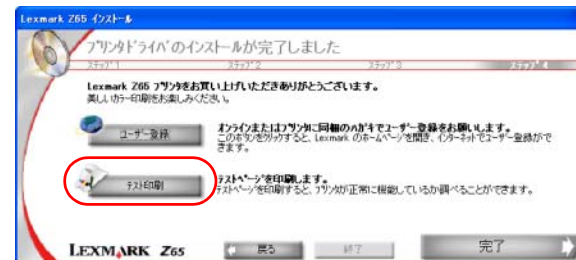 Lexmark Z65 インストール
プリンタドライバのインストールが完了しました
ステップ 1 ステップ 2 ステップ 3 ステップ 4
Lexmark Z65 プリンタをお買い上げいただきありがとうございます。
美しいカラー印刷をお楽しみください。
ユーザー登録
オンラインまたはプリンタに同梱のハガキでユーザー登録をお願いします。
このボタンをクリックすると、Lexmark のホームページを開き、インターネットでユーザー登録がで
きます。
テスト印刷
テストページを印刷します。
テストページを印刷すると、プリンタが正常に機能しているか調べることができます。
LEXMARK Z65
戻る 終了 完了